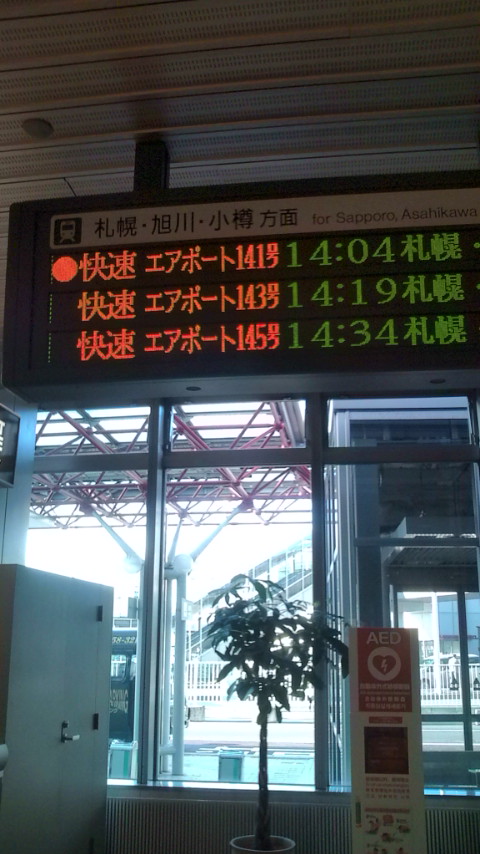 札幌・旭川・小樽 方面 for Sapporo, Asahikawa
快速 エアポート141号 14:04 札幌・
快速 エアポート143号 14:19 札幌・
快速 エアポート145号 14:34 札幌
AED